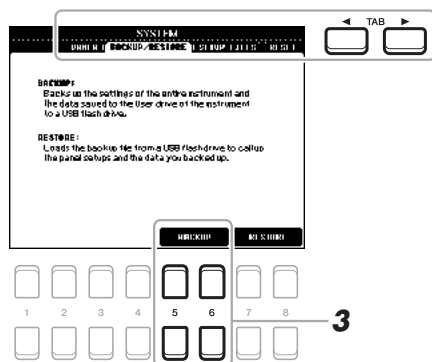 SYSTEM
◄ TAB ►
OWNER BACKUP/RESTORE SETUP FILES RESET
BACKUP:
Backs up the settings of the entire instrument and
the data saved to the User drive of the instrument
to a USB flash drive.
RESTORE:
Loads the backup file from a USB flash drive to call up
the panel setups and the data you backed up.
BACKUP RESTORE
1 2 3 4 5 6 7 8
3